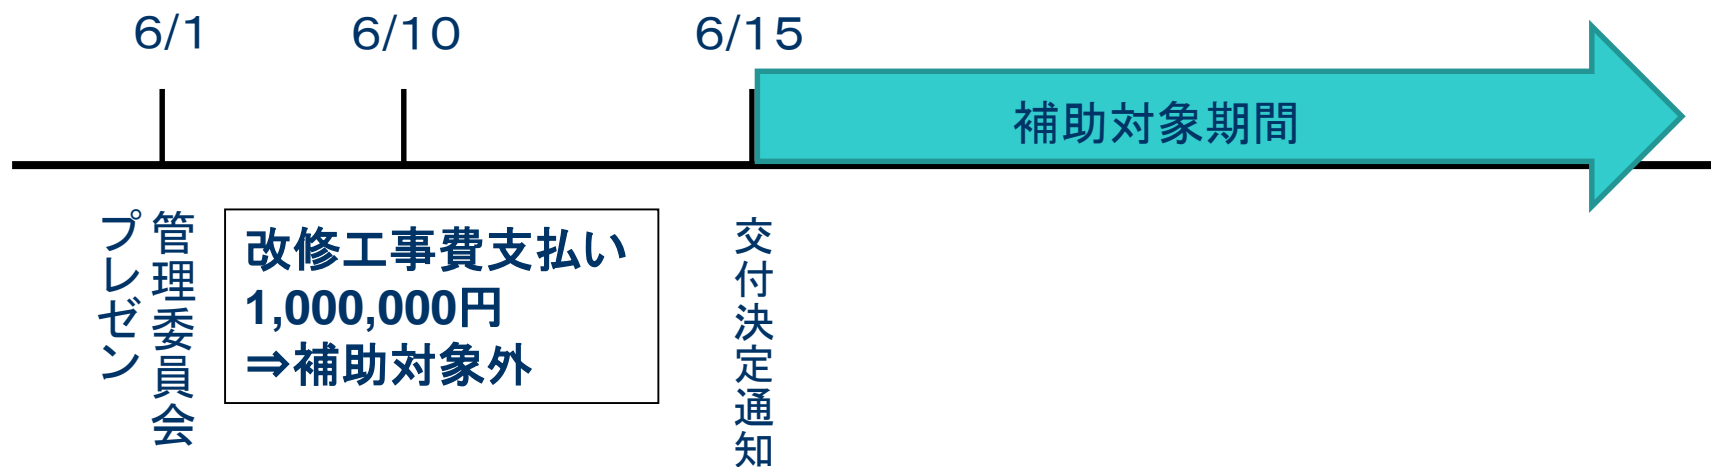 6/1
6/10
6/15
補助対象期間
管理委員会
プレゼン
改修工事費支払い
1,000,000円
⇒補助対象外
交付決定通知